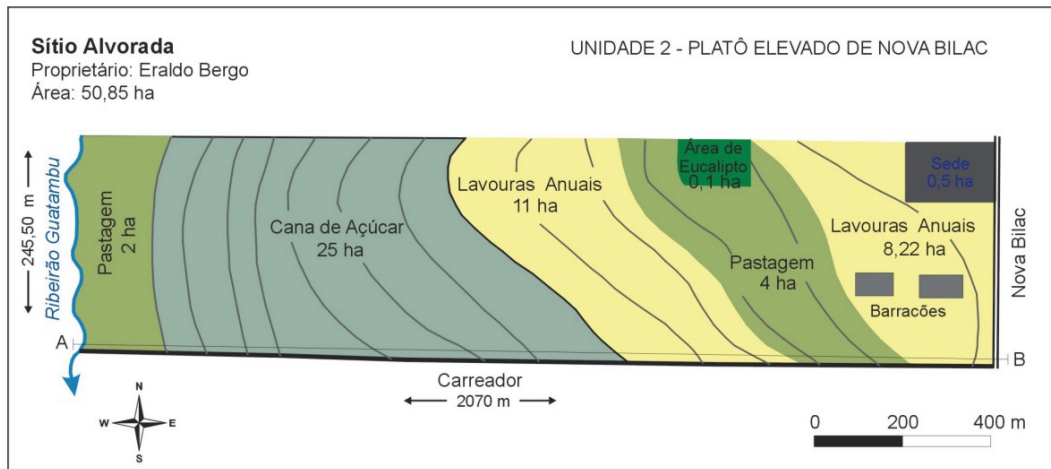 Sítio Alvorada
Proprietário: Eraldo Bergo
Área: 50,85 ha
UNIDADE 2 - PLATÔ ELEVADO DE NOVA BILAC
245,50 m
Ribeirão Guatambu
Pastagem
2 ha
Cana de Açúcar
25 ha
Lavouras Anuais
11 ha
Área de
Eucalipto
0,1 ha
Pastagem
4 ha
Sede
0,5 ha
Lavouras Anuais
8,22 ha
Barracões
Nova Bilac
A
B
Carreador
2070 m
N
W
E
S
0 200 400 m